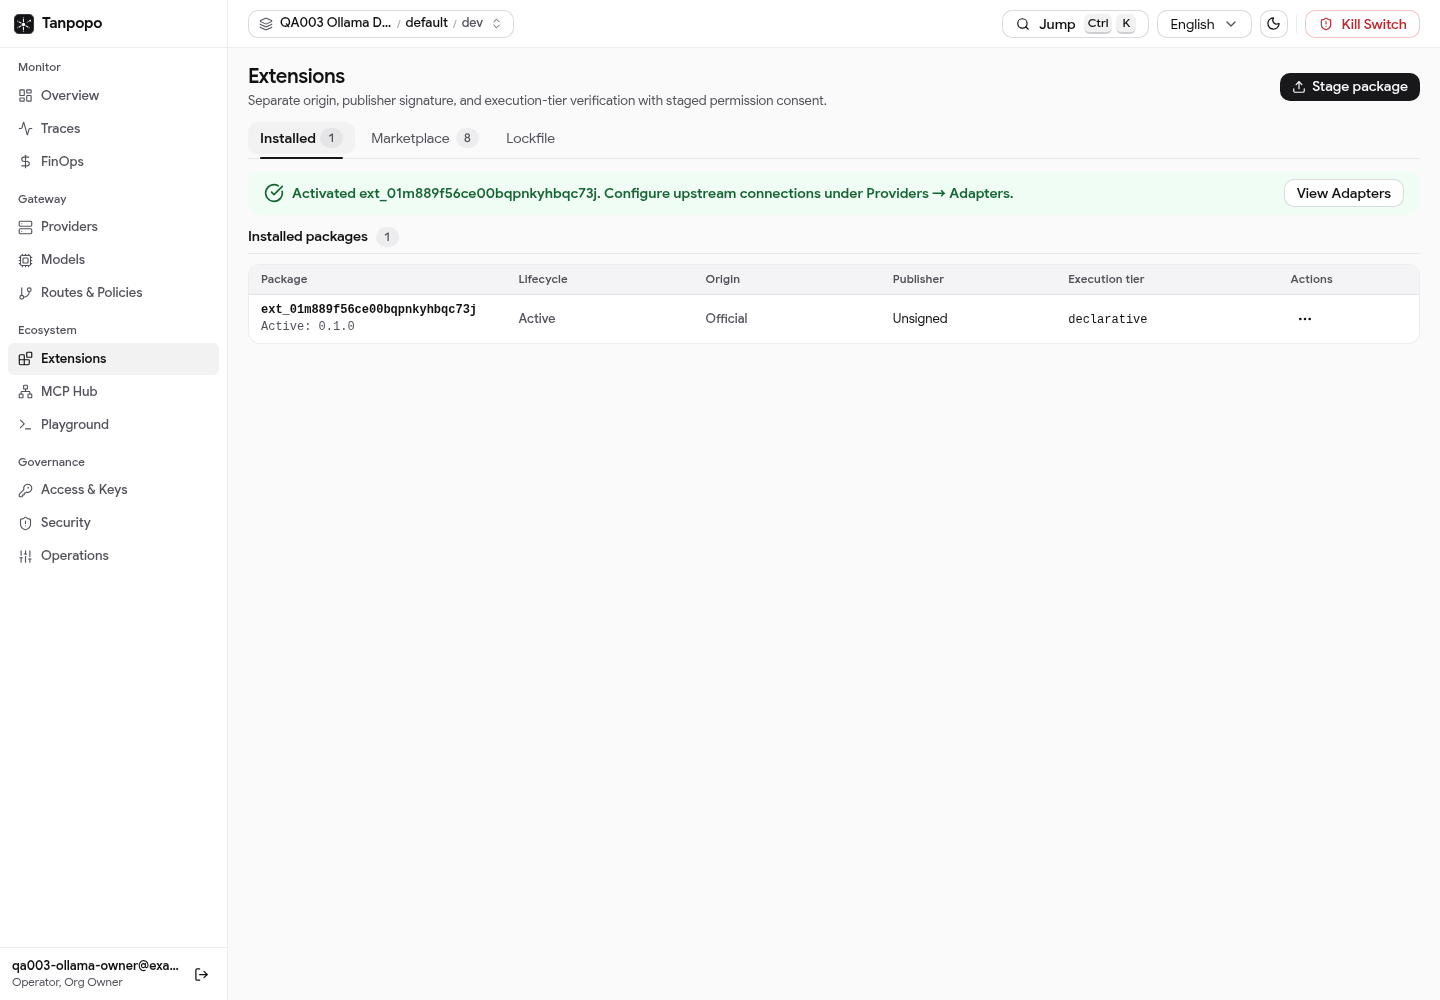 Tanpopo
QA003 Ollama D... / default / dev
Jump Ctrl K
English
Kill Switch
Monitor
Overview
Traces
FinOps
Gateway
Providers
Models
Routes & Policies
Ecosystem
Extensions
MCP Hub
Playground
Governance
Access & Keys
Security
Operations
qa003-ollama-owner@exa...
Operator, Org Owner
Extensions
Separate origin, publisher signature, and execution-tier verification with staged permission consent.
Stage package
Installed 1 Marketplace 8 Lockfile
Activated ext_01m889f56ce00bqpnkyhbqc73j. Configure upstream connections under Providers → Adapters.
View Adapters
Installed packages 1
Package Lifecycle Origin Publisher Execution tier Actions
ext_01m889f56ce00bqpnkyhbqc73j
Active: 0.1.0
Active Official Unsigned declarative